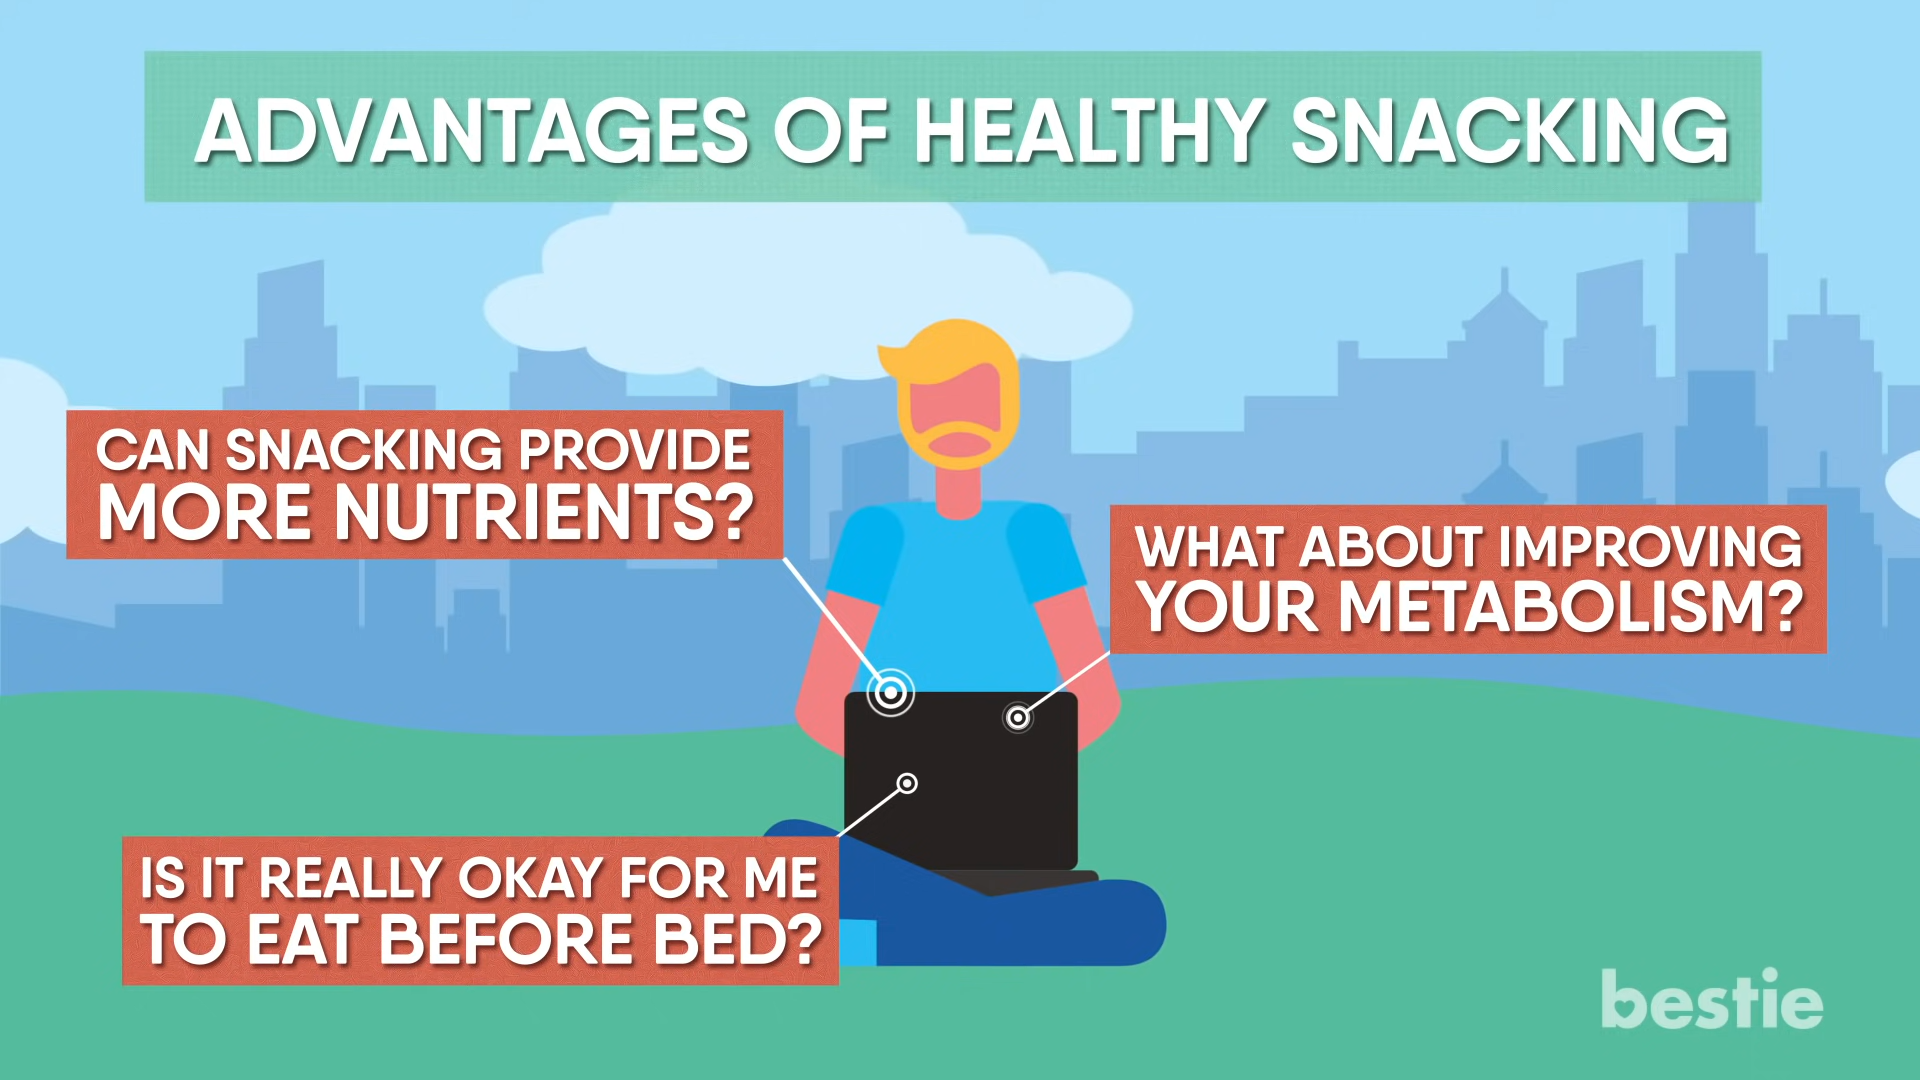 ADVANTAGES OF HEALTHY SNACKING
CAN SNACKING PROVIDE
MORE NUTRIENTS?
WHAT ABOUT IMPROVING
YOUR METABOLISM?
IS IT REALLY OKAY FOR ME
TO EAT BEFORE BED?
bestie